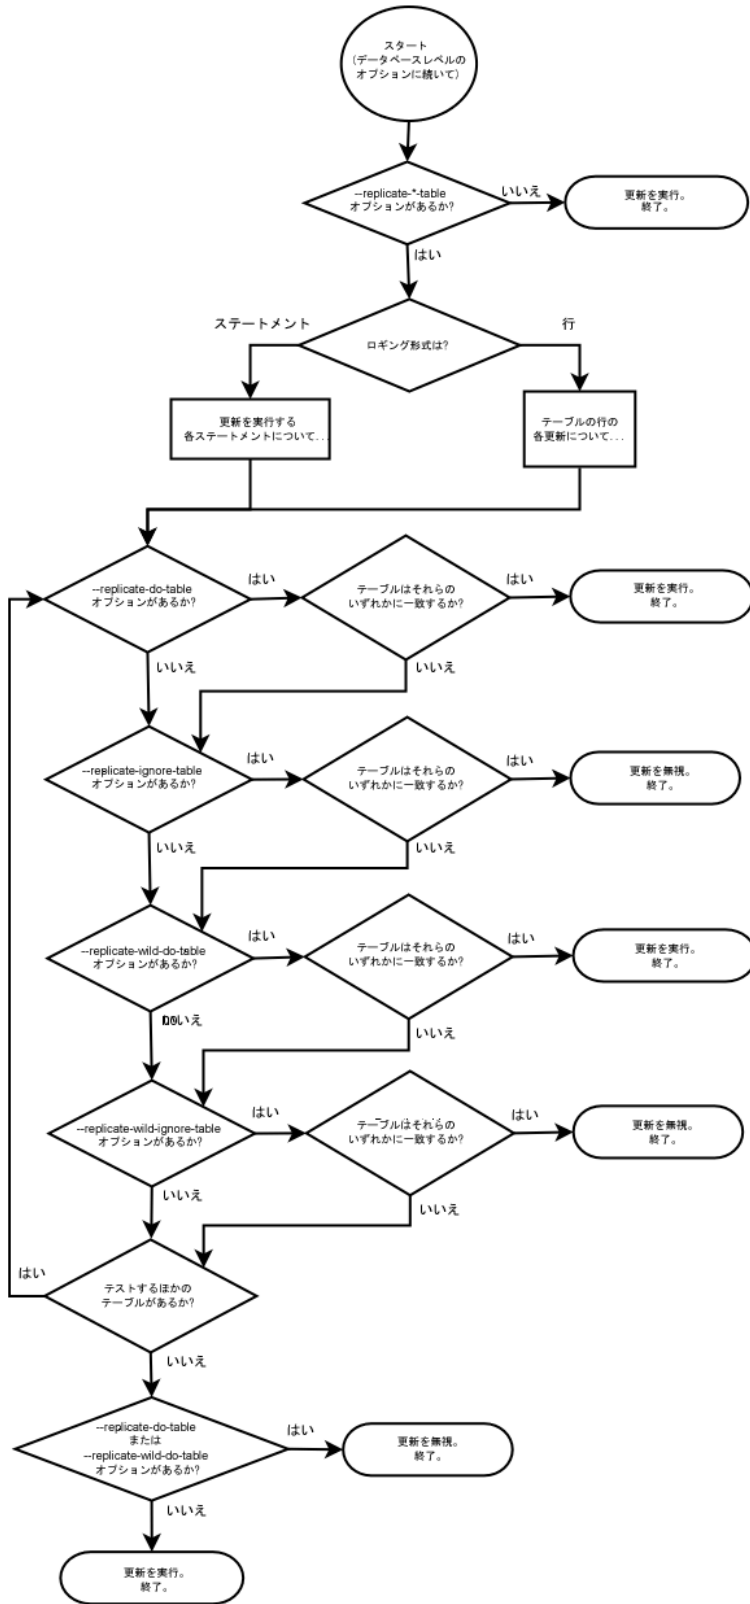 スタート
(データベースレベルの
オプションに続いて)
--replicate-*-table
オプションがあるか?
いいえ
更新を実行。
終了。
はい
ステートメント
ロギング形式は?
行
更新を実行する
各ステートメントについて...
テーブルの行の
各更新について...
--replicate-do-table
オプションがあるか?
はい
テーブルはそれらの
いずれかに一致するか?
はい
更新を実行。
終了。
いいえ
いいえ
--replicate-ignore-table
オプションがあるか?
はい
テーブルはそれらの
いずれかに一致するか?
はい
更新を無視。
終了。
いいえ
いいえ
--replicate-wild-do-table
オプションがあるか?
はい
テーブルはそれらの
いずれかに一致するか?
はい
更新を実行。
終了。
いえ
いいえ
--replicate-wild-ignore-table
オプションがあるか?
はい
テーブルはそれらの
いずれかに一致するか?
はい
更新を無視。
終了。
いいえ
いいえ
はい
テストするほかの
テーブルがあるか?
いいえ
--replicate-do-table
または
--replicate-wild-do-table
オプションがあるか?
はい
更新を無視。
終了。
いいえ
更新を実行。
終了。